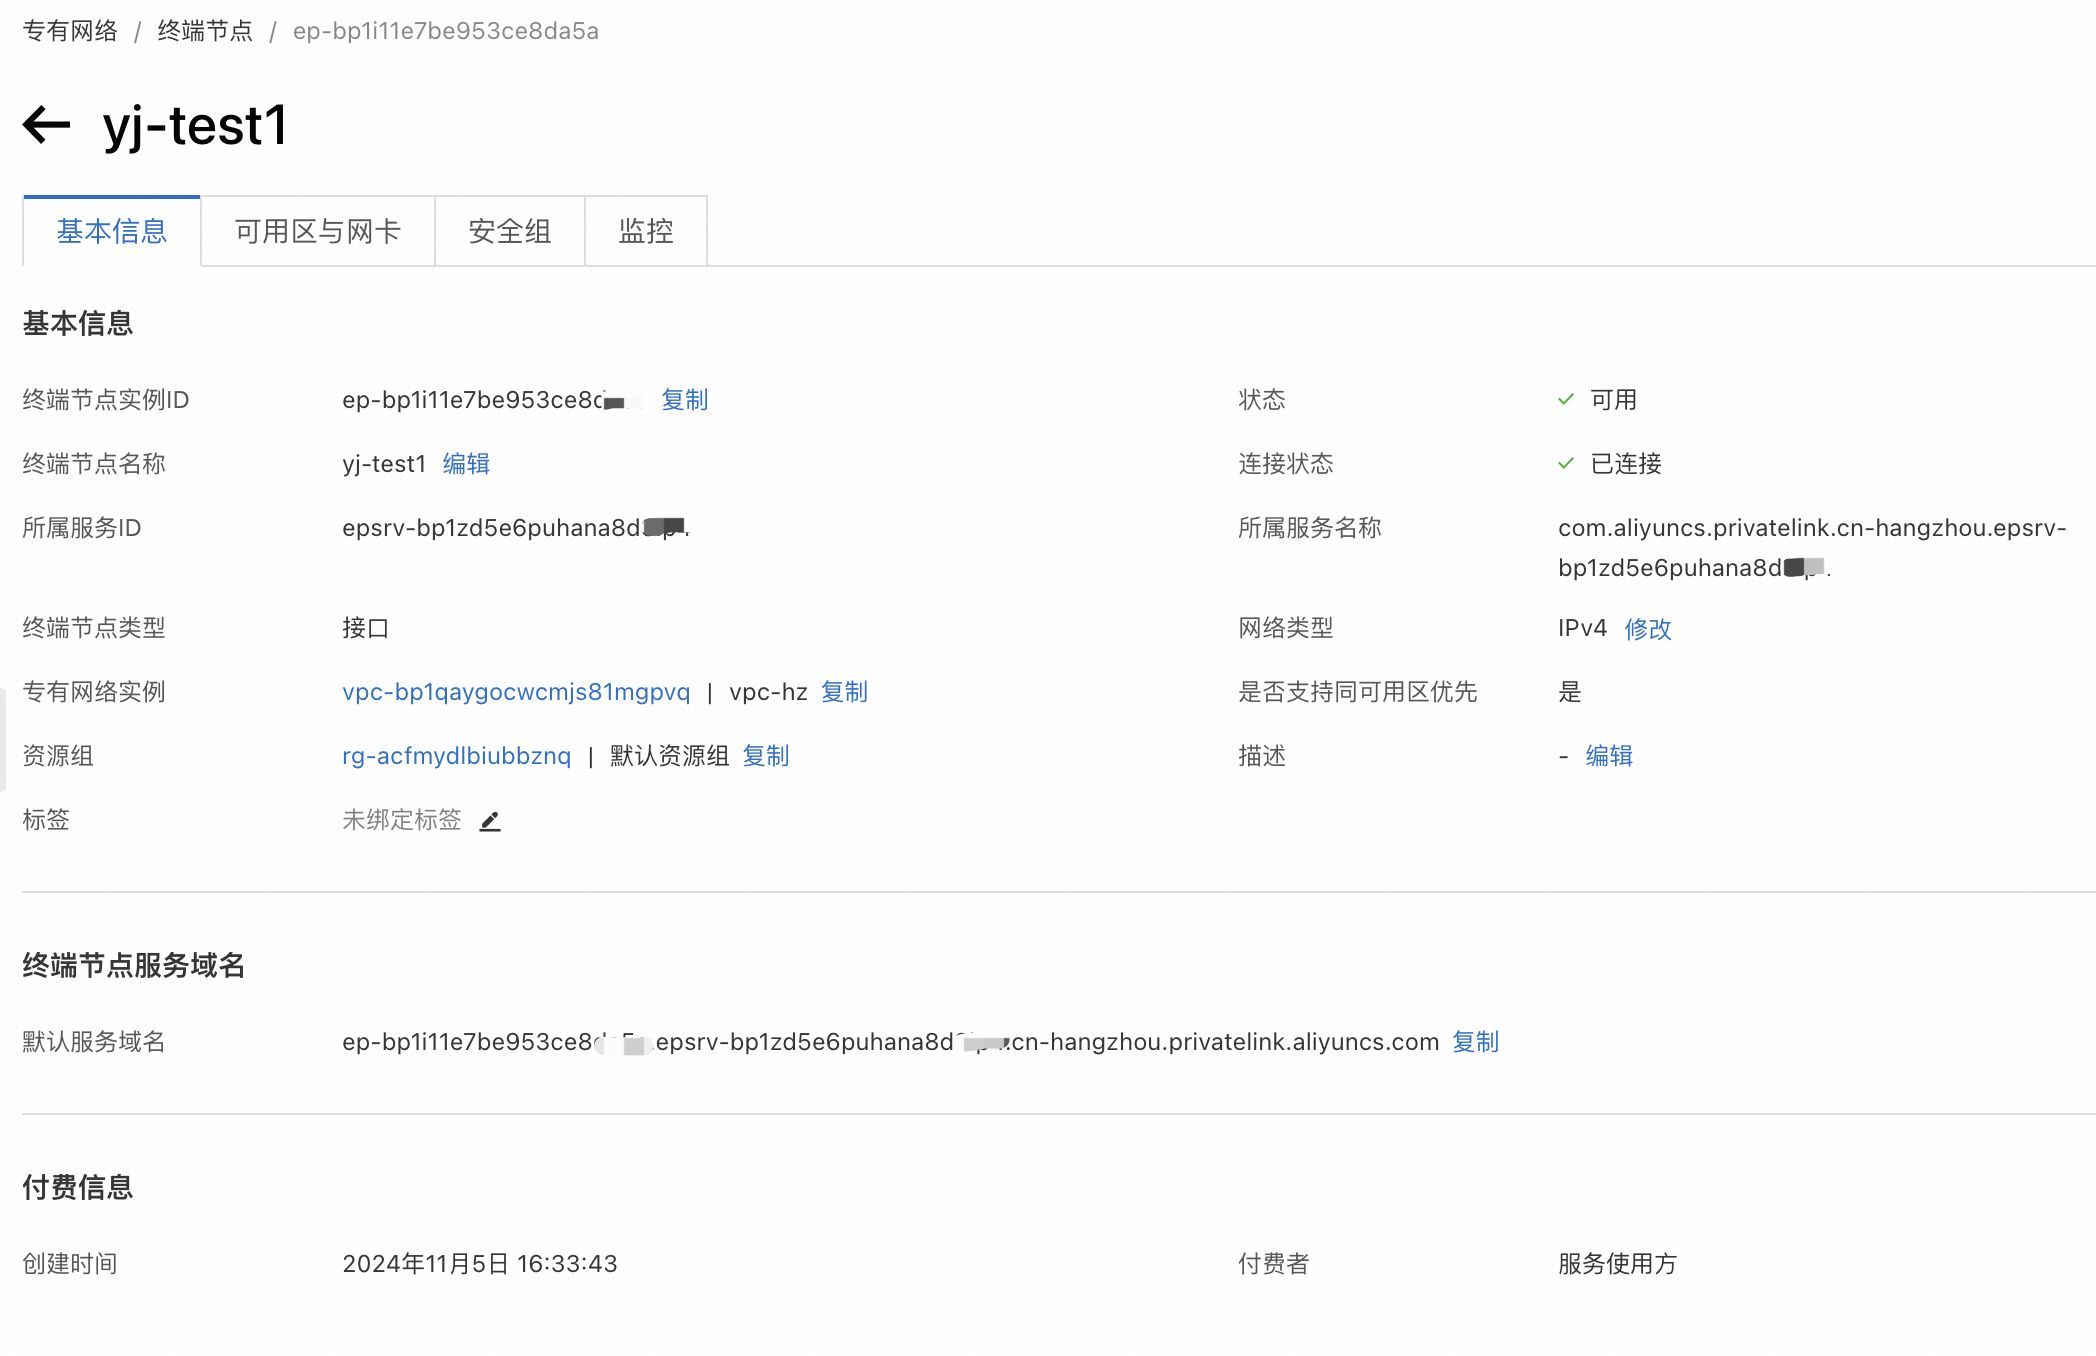 专有网络 / 终端节点 / ep-bp1i11e7be953ce8da5a
yj-test1
基本信息 可用区与网卡 安全组 监控
基本信息
终端节点实例ID ep-bp1i11e7be953ce8 复制 状态 可用
终端节点名称 yj-test1 编辑 连接状态 已连接
所属服务ID epsrv-bp1zd5e6puhana8d 所属服务名称 com.aliyuncs.privatelink.cn-hangzhou.epsrv-
bp1zd5e6puhana8d
终端节点类型 接口 网络类型 IPv4 修改
专有网络实例 vpc-bp1qaygocwcmjs81mgpvq | vpc-hz 复制 是否支持同可用区优先 是
资源组 rg-acfmydlbiubbznq | 默认资源组 复制 描述 - 编辑
标签 未绑定标签
终端节点服务域名
默认服务域名 ep-bp1i11e7be953ce8 .epsrv-bp1zd5e6puhana8d .cn-hangzhou.privatelink.aliyuncs.com 复制
付费信息
创建时间 2024年11月5日 16:33:43 付费者 服务使用方